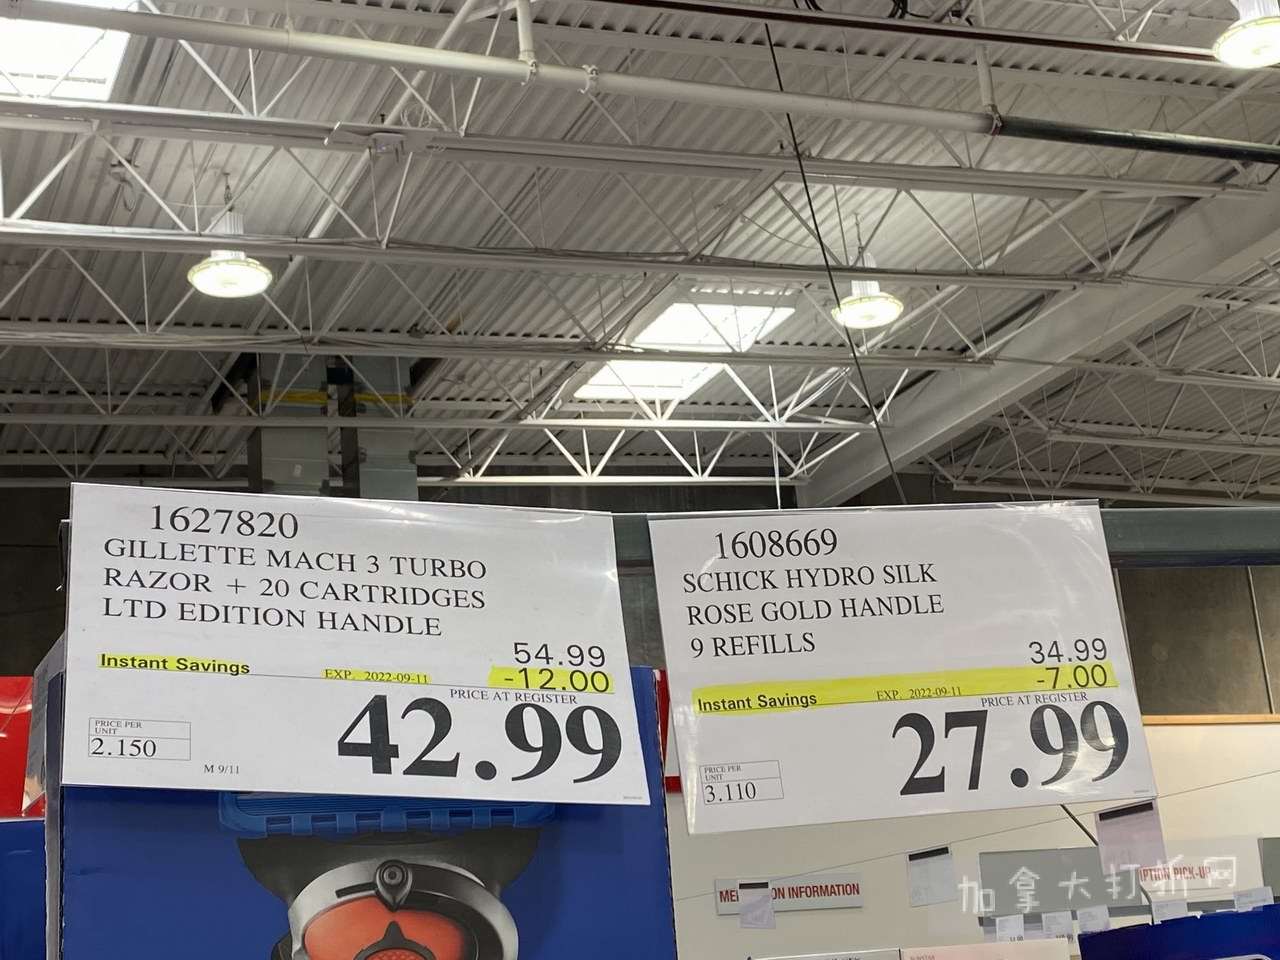 1627820
GILLETTE MACH 3 TURBO
RAZOR + 20 CARTRIDGES
LTD EDITION HANDLE
54.99
Instant Savings EXP. 2022-09-11 -12.00
PRICE AT REGISTER
42.99
PRICE PER
UNIT
2.150
M 9/11
1608669
SCHICK HYDRO SILK
ROSE GOLD HANDLE
9 REFILLS
34.99
Instant Savings EXP. 2022-09-11 -7.00
PRICE AT REGISTER
27.99
PRICE PER
UNIT
3.110
INFORMATION
PICK-UP
加拿大打折网